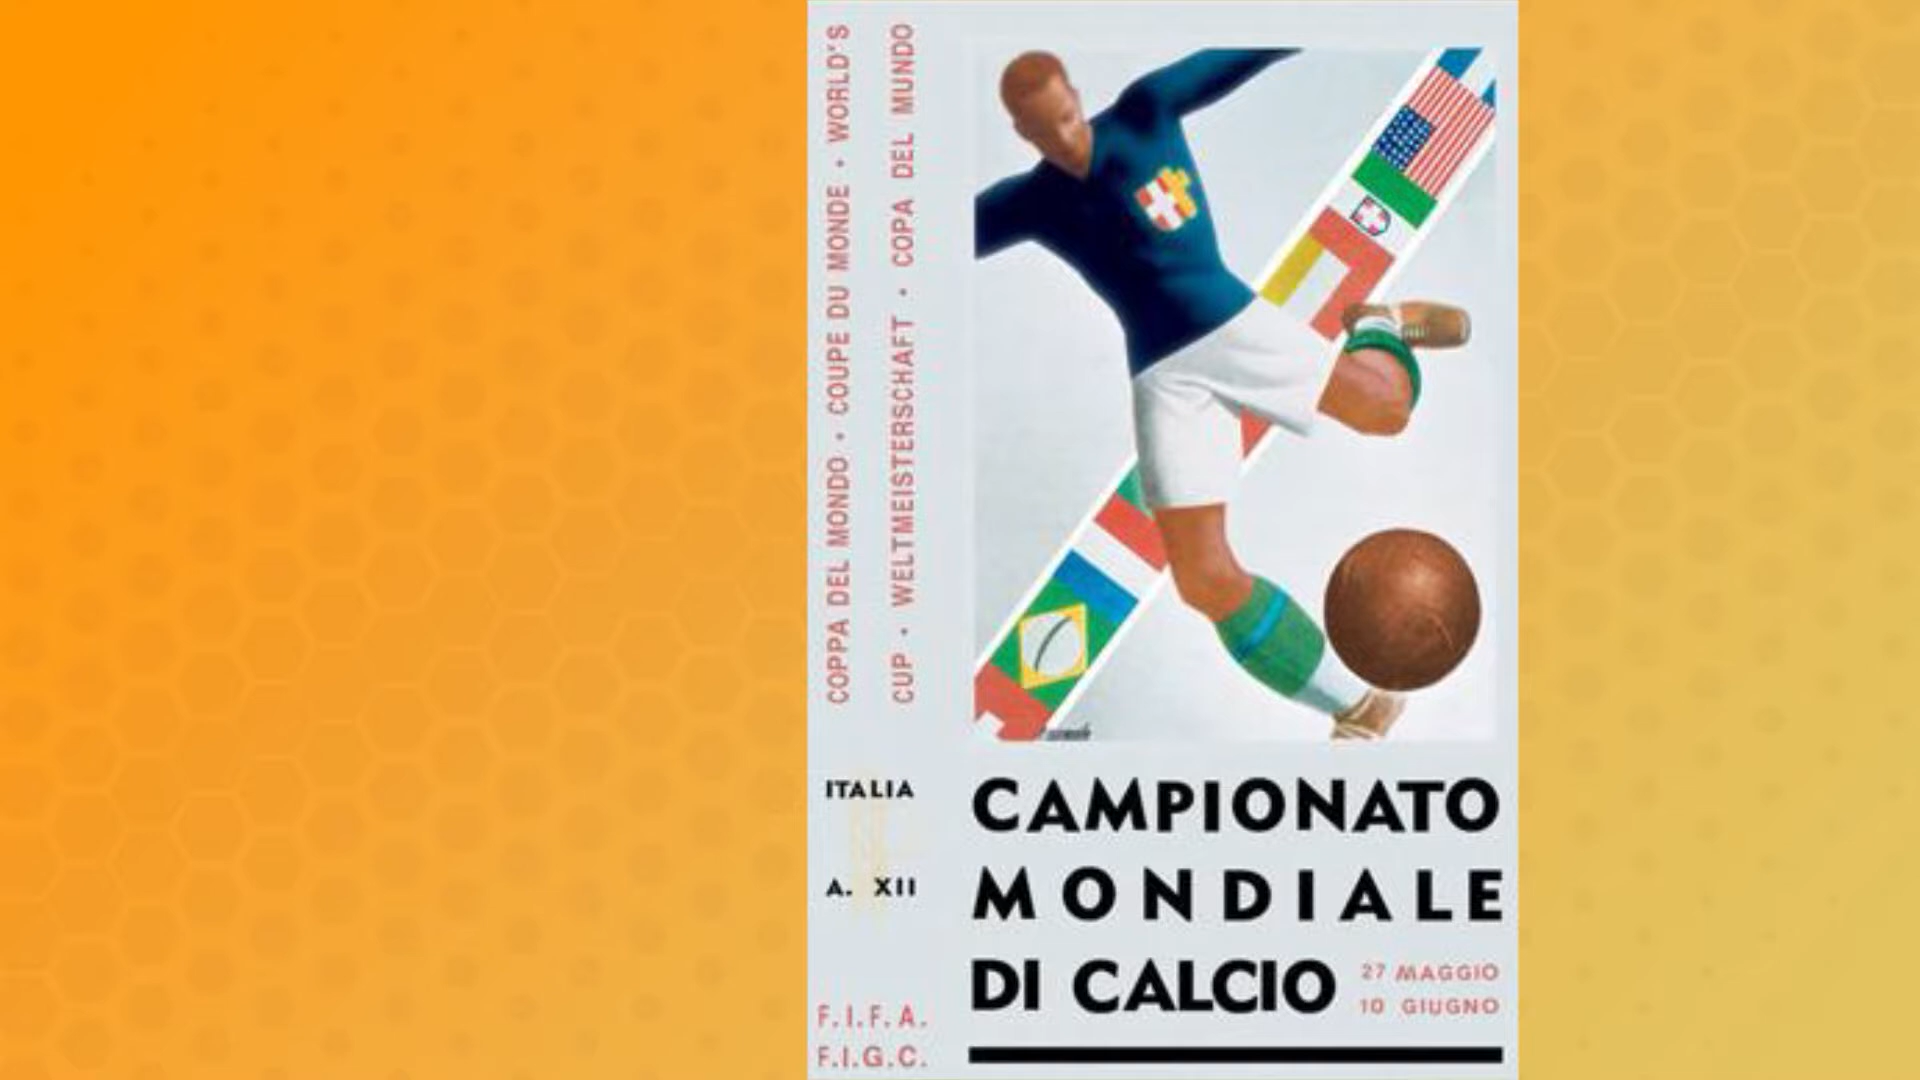 COPPA DEL MONDO · COUPE DU MONDE · WORLD'S
CUP · WELTMEISTERSCHAFT · COPA DEL MUNDO
ITALIA
A. XII
F.I.F.A.
F.I.G.C.
CAMPIONATO
MONDIALE
DI CALCIO
27 MAGGIO
10 GIUGNO